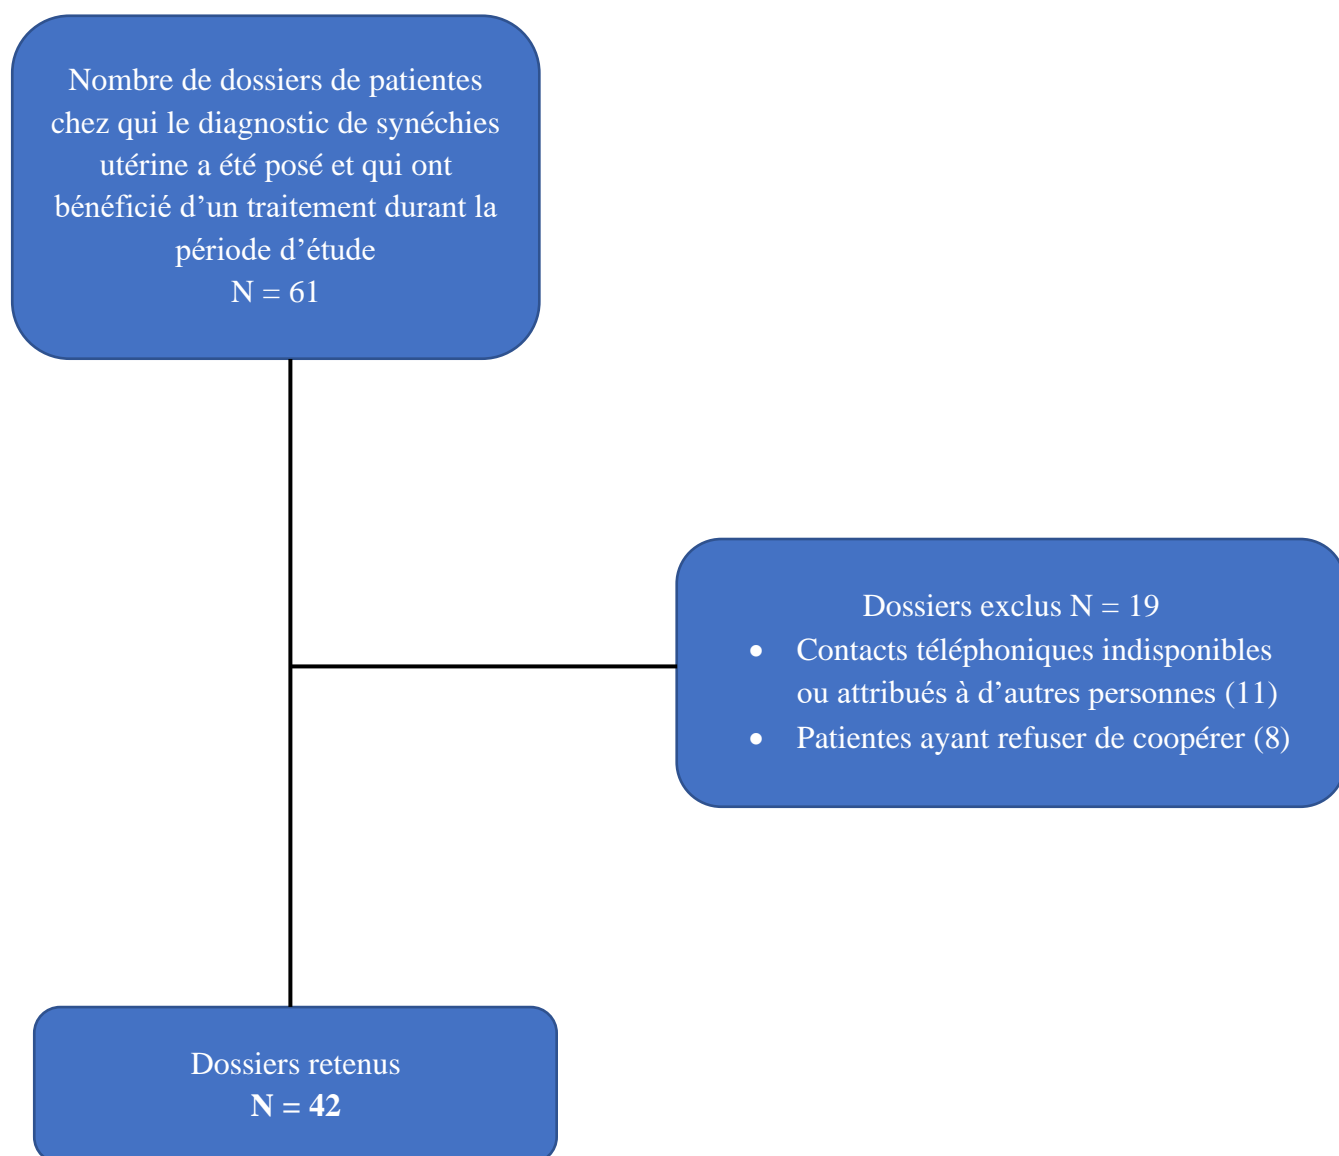 Nombre de dossiers de patientes
chez qui le diagnostic de synéchies
utérine a été posé et qui ont
bénéficié d’un traitement durant la
période d’étude
N = 61
Dossiers exclus N = 19
• Contacts téléphoniques indisponibles
ou attribués à d’autres personnes (11)
• Patientes ayant refuser de coopérer (8)
Dossiers retenus
N = 42